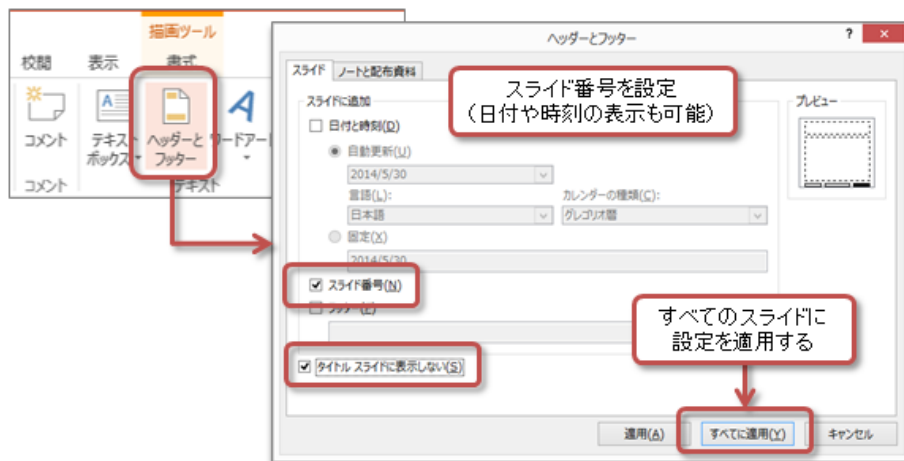 描画ツール
校閲 表示 書式
コメント テキスト ボックス ヘッダーと フッター ワードアート
コメント テキスト
ヘッダーとフッター ? ×
スライド ノートと配布資料
スライド番号を設定
(日付や時刻の表示も可能)
スライドに追加
プレビュー
日付と時刻(D)
自動更新(U)
2014/5/30
言語(L): カレンダーの種類(C):
日本語 グレゴリオ暦
固定(X)
2014/5/30
スライド番号(N)
フッター(F)
すべてのスライドに
設定を適用する
タイトル スライドに表示しない(S)
適用(A) すべてに適用(Y) キャンセル